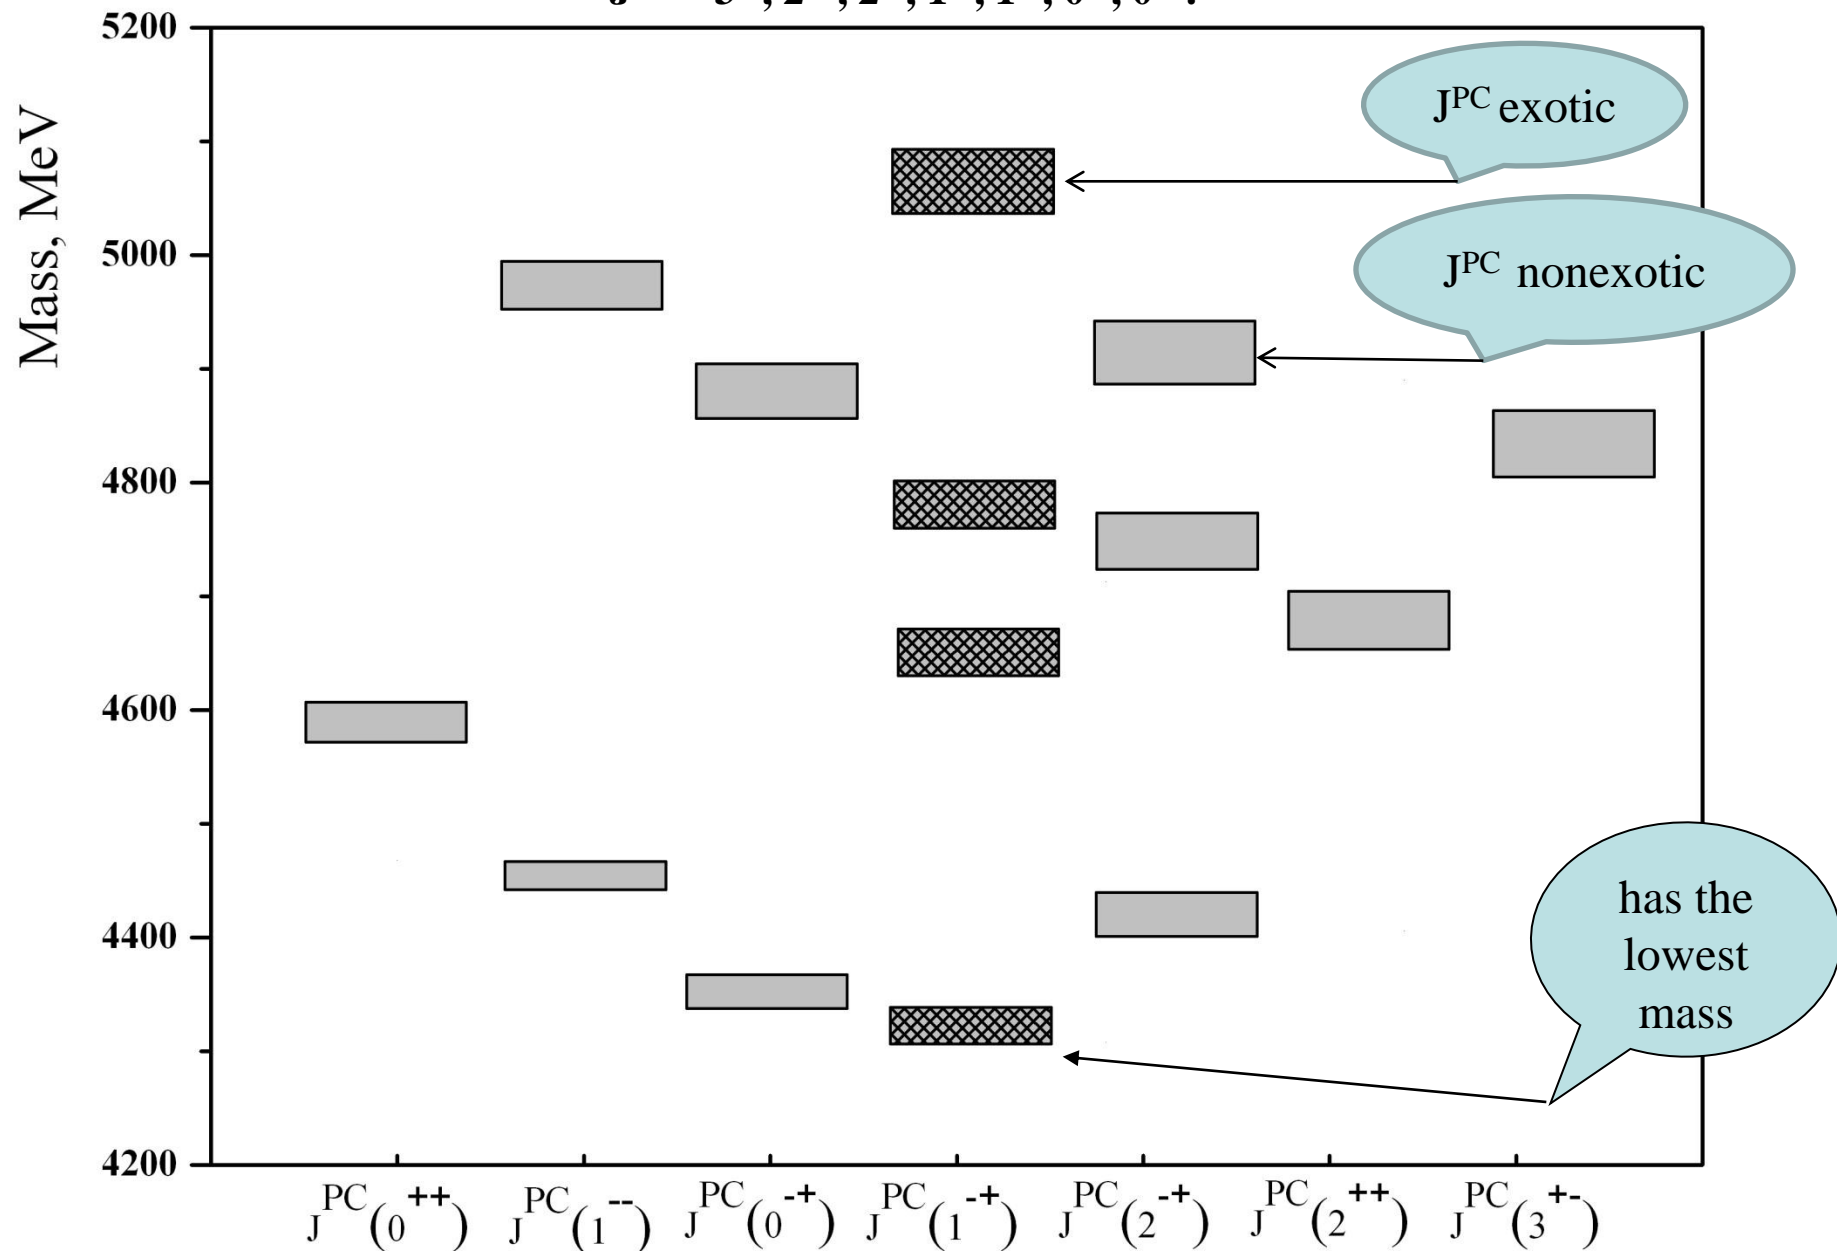 5200
5000
4800
4600
4400
4200
Mass, MeV
J^PC exotic
J^PC nonexotic
has the
lowest
mass
J^PC(0^++)
J^PC(1^--)
J^PC(0^-+)
J^PC(1^-+)
J^PC(2^-+)
J^PC(2^++)
J^PC(3^+-)